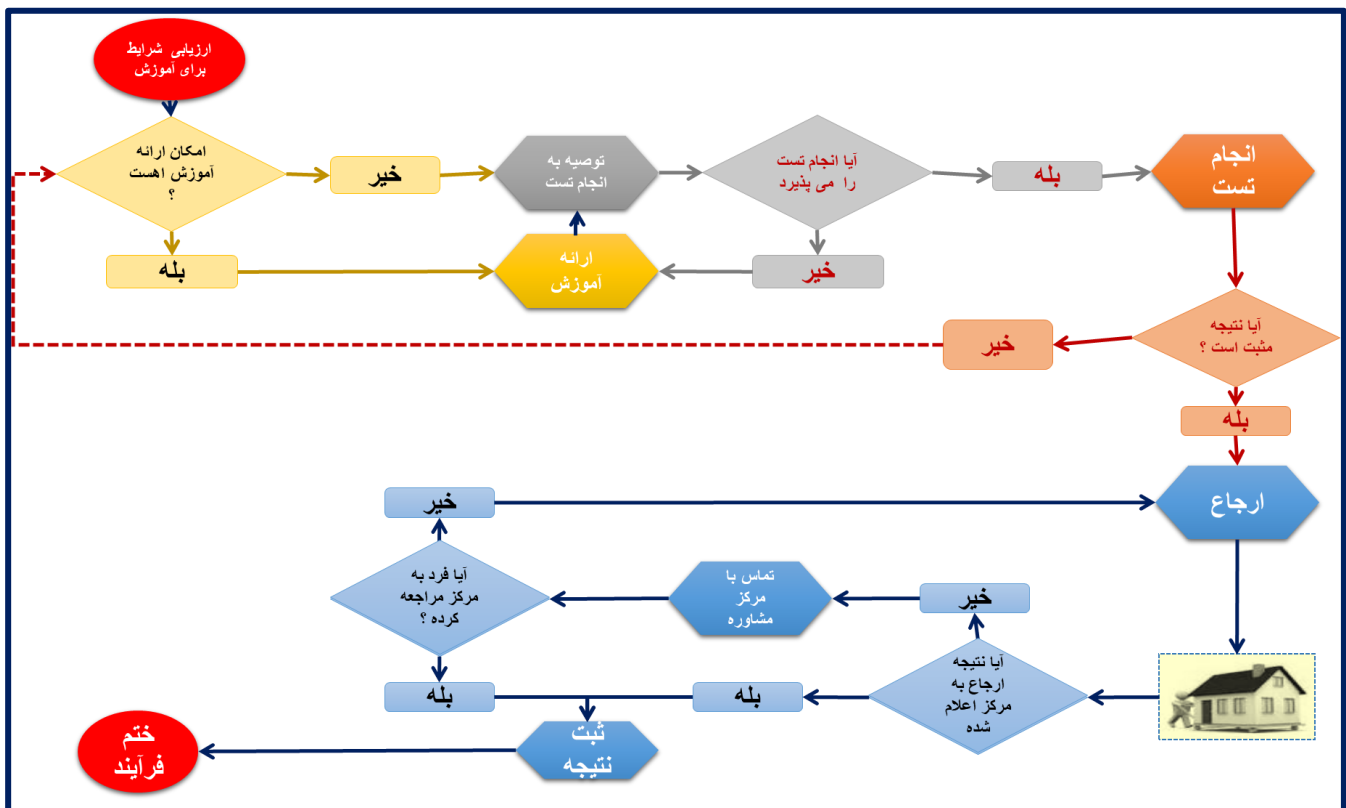 ارزیابی شرایط
برای آموزش
امکان ارائه
آموزش اهست
؟
خیر
بله
توصیه به
انجام تست
ارائه
آموزش
آیا انجام تست
را می پذیرد
خیر
بله
انجام
تست
آیا نتیجه
مثبت است ؟
خیر
بله
ارجاع
آیا نتیجه
ارجاع به
مرکز اعلام
شده
خیر
بله
تماس با
مرکز
مشاوره
آیا فرد به
مرکز مراجعه
کرده ؟
خیر
بله
ثبت
نتیجه
ختم
فرآیند